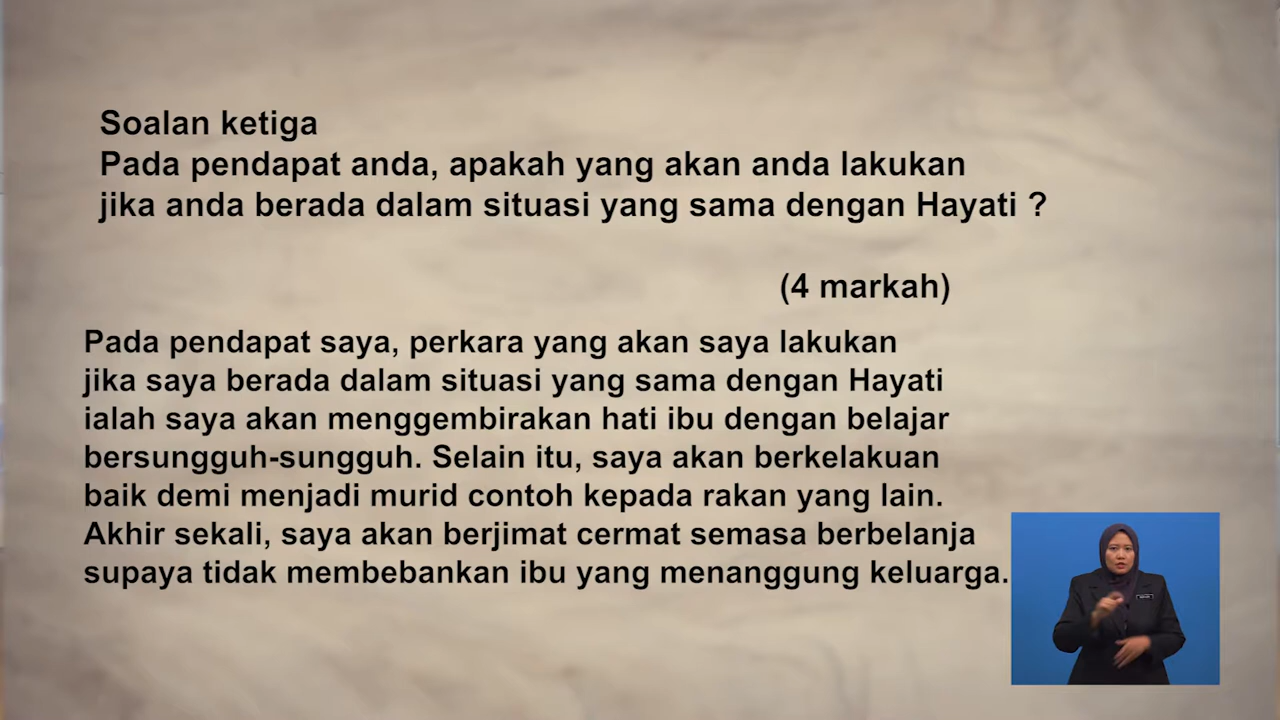 Soalan ketiga
Pada pendapat anda, apakah yang akan anda lakukan
jika anda berada dalam situasi yang sama dengan Hayati ?
(4 markah)
Pada pendapat saya, perkara yang akan saya lakukan
jika saya berada dalam situasi yang sama dengan Hayati
ialah saya akan menggembirakan hati ibu dengan belajar
bersungguh-sungguh. Selain itu, saya akan berkelakuan
baik demi menjadi murid contoh kepada rakan yang lain.
Akhir sekali, saya akan berjimat cermat semasa berbelanja
supaya tidak membebankan ibu yang menanggung keluarga.